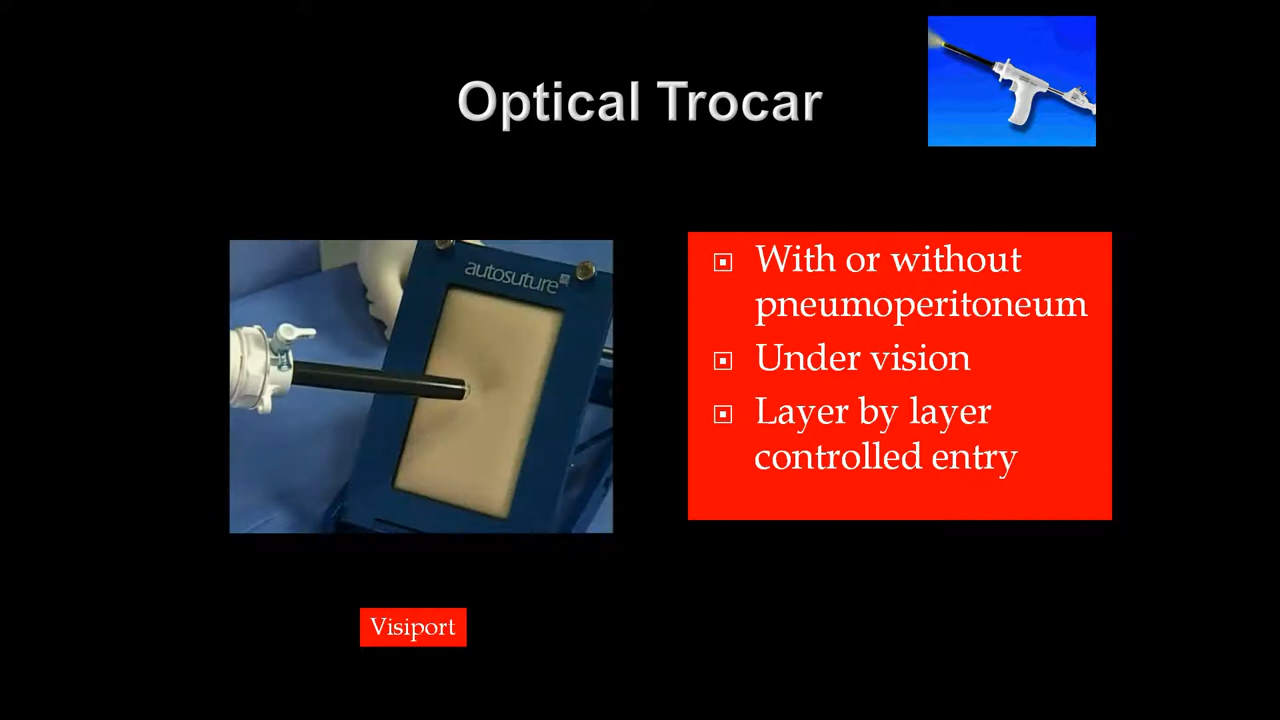 Optical Trocar
autosuture
With or without
pneumoperitoneum
Under vision
Layer by layer
controlled entry
Visiport